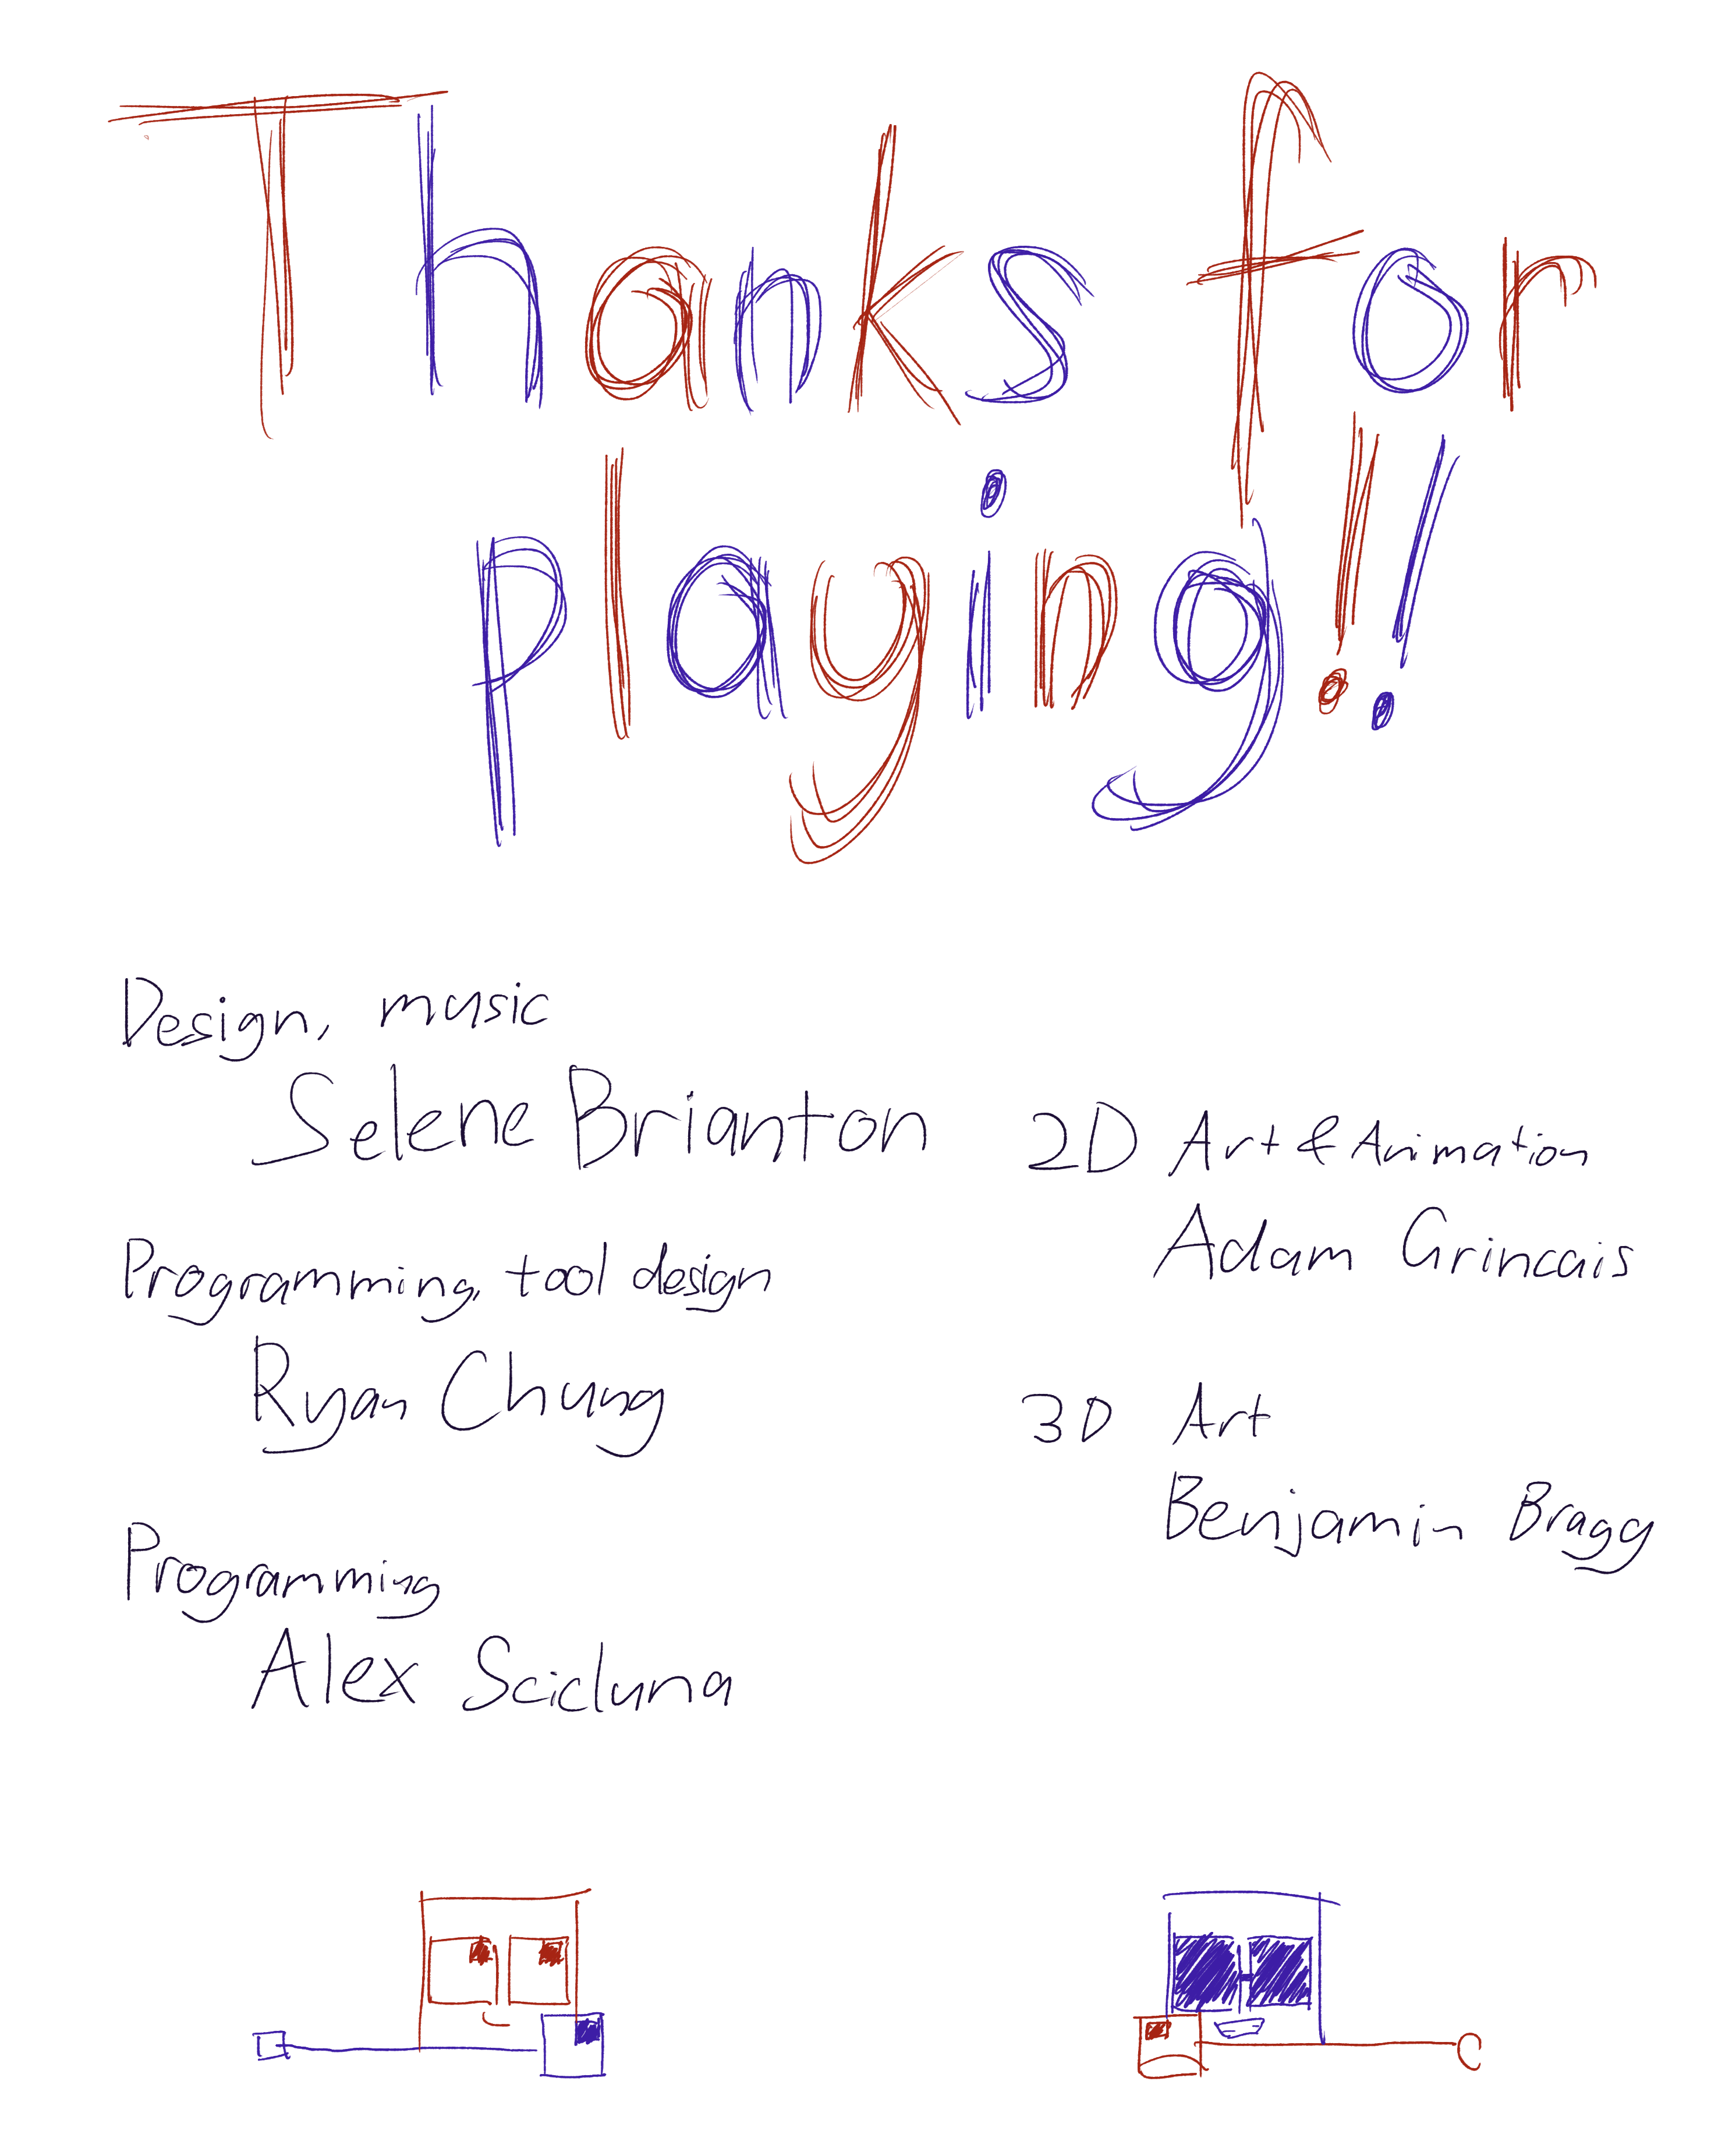 Thanks for
playing!!
Design, music
Selene Brianton
Programming, tool design
Ryan Chung
Programming
Alex Scicluna
2D Art & Animation
Adam Grincais
3D Art
Benjamin Bragg